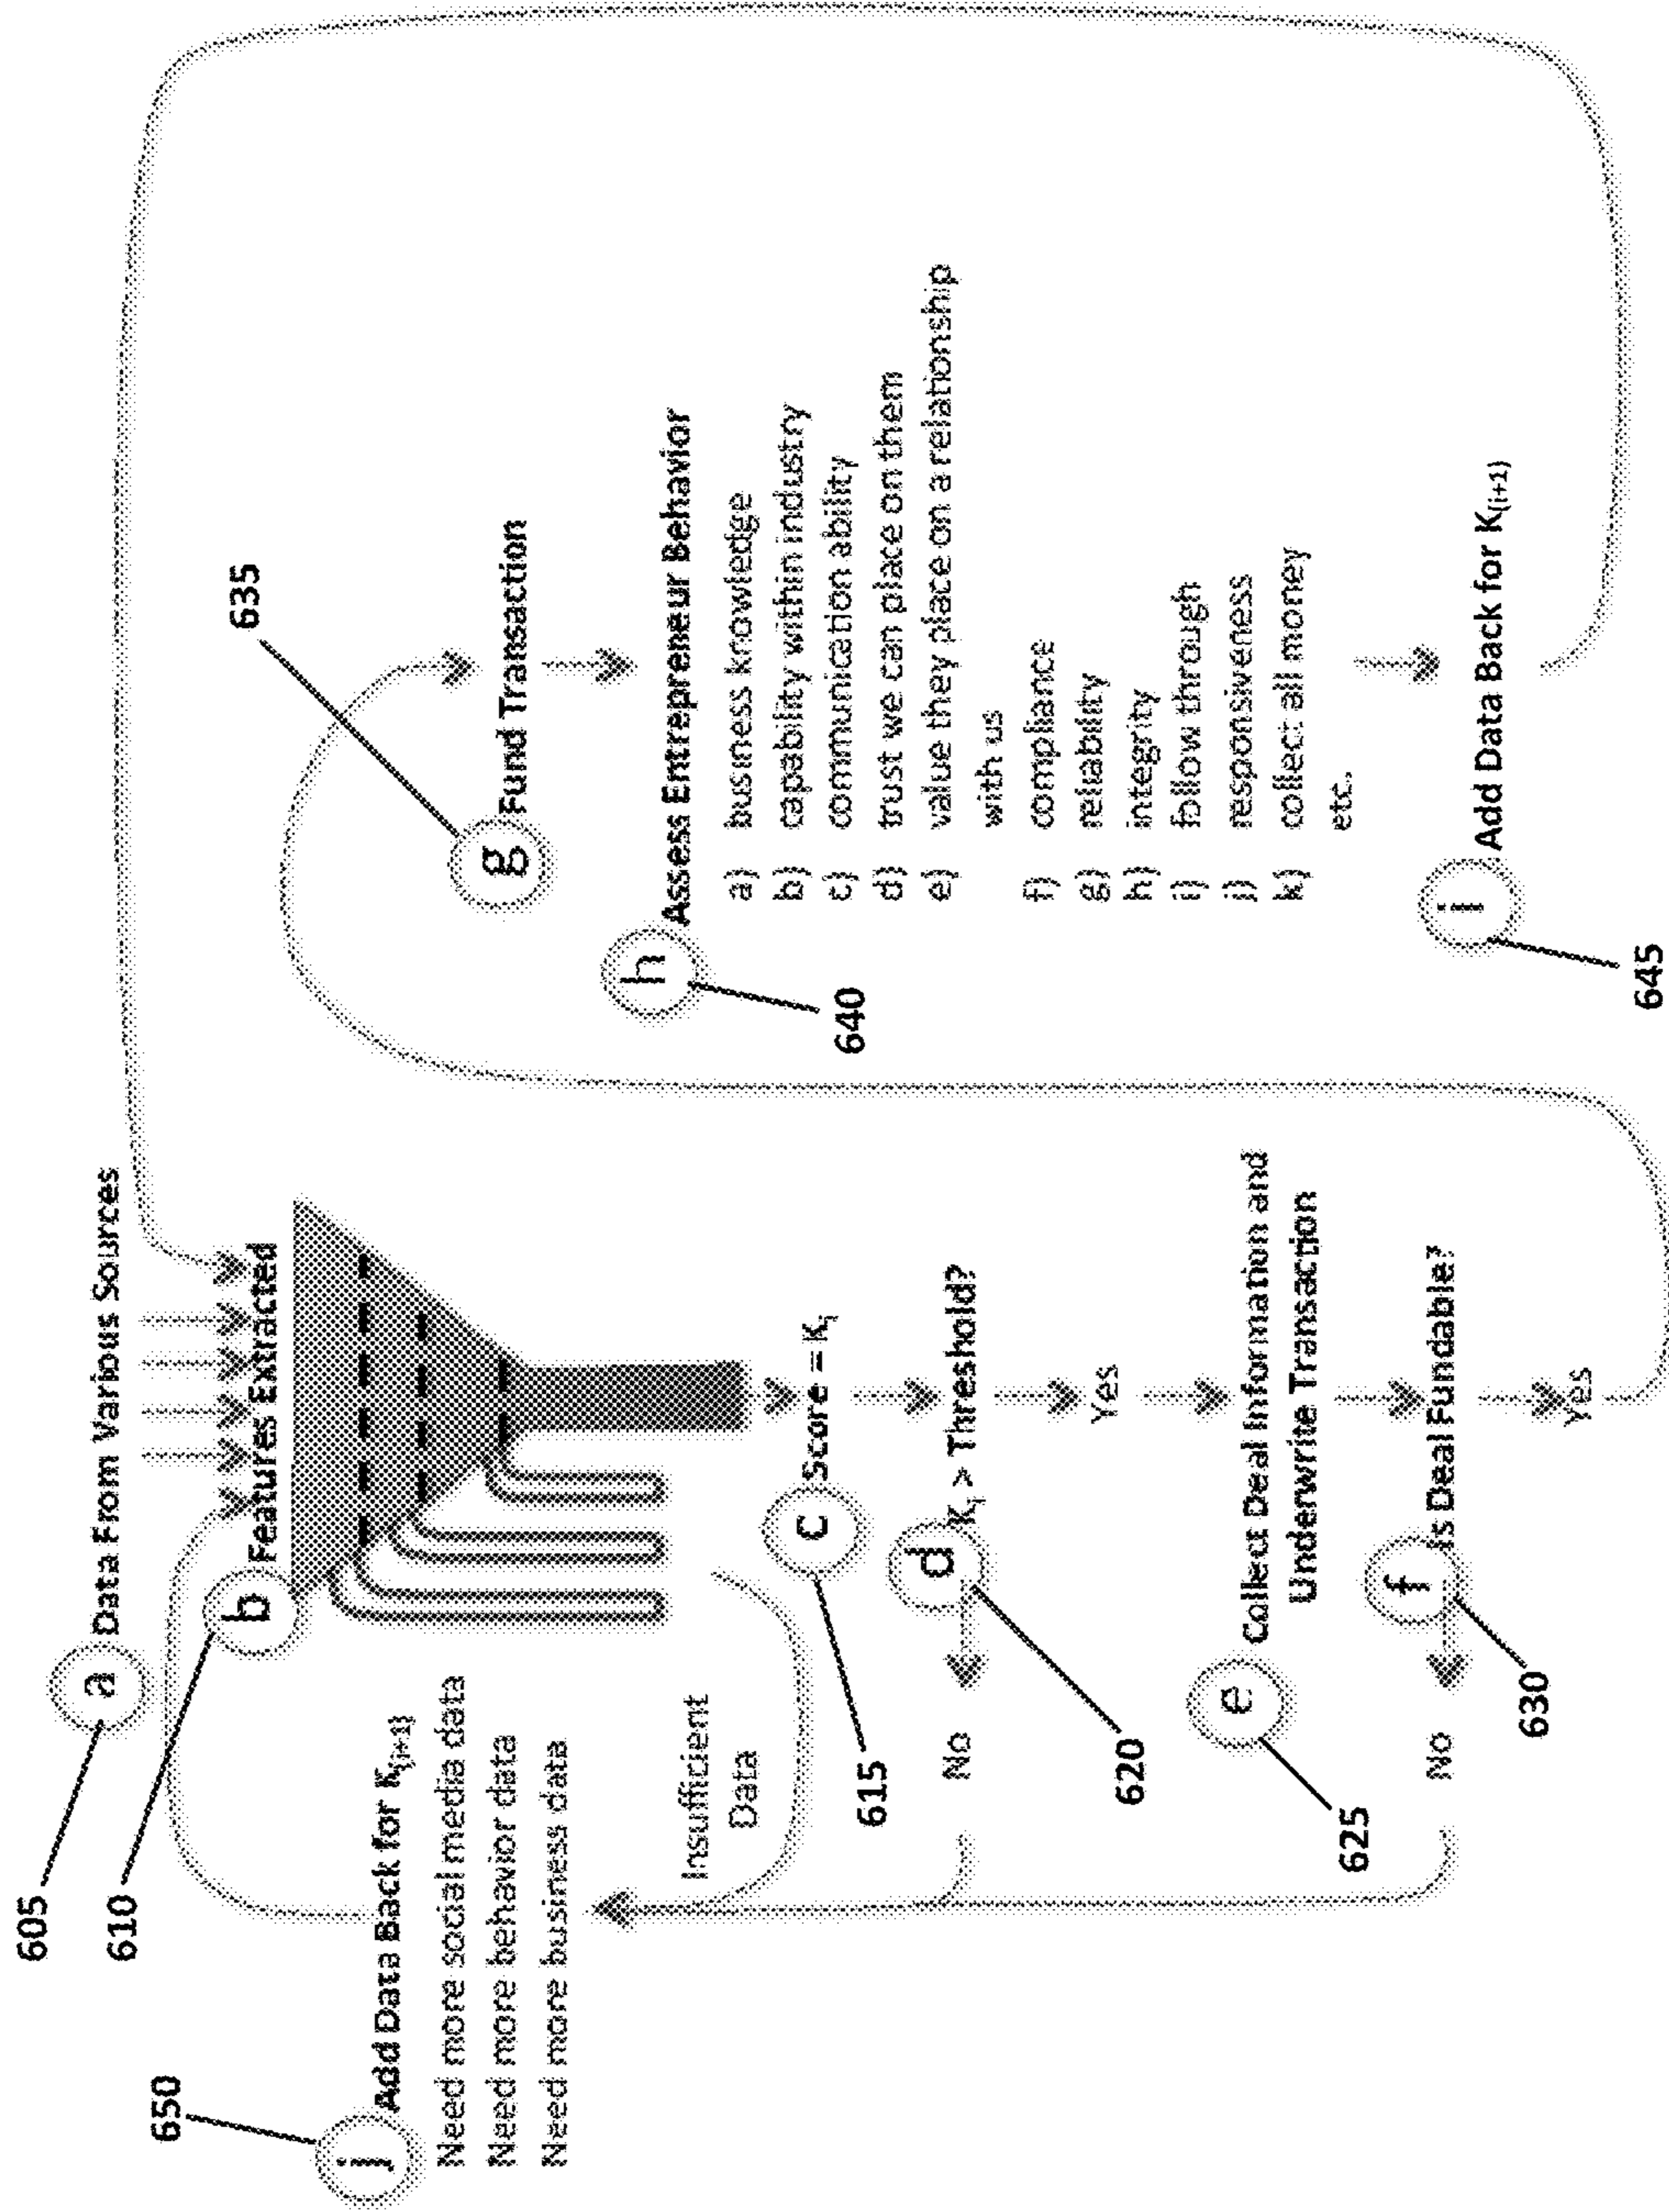 605
a
Data From Various Sources
610
b
Features Extracted
650
j
Add Data Back for K(i+1)
Need more social media data
Need more behavior data
Need more business data
Insufficient
Data
615
c
Score = Ki
620
d
Ki > Threshold?
No
Yes
625
e
Collect Deal Information and
Underwrite Transaction
630
f
Is Deal Fundable?
No
Yes
635
g
Fund Transaction
640
h
Assess Entrepreneur Behavior
a) business knowledge
b) capability within industry
c) communication ability
d) trust we can place on them
e) value they place on a relationship
with us
f) compliance
g) reliability
h) integrity
i) follow through
j) responsiveness
k) collect all money
etc.
645
i
Add Data Back for K(i+1)